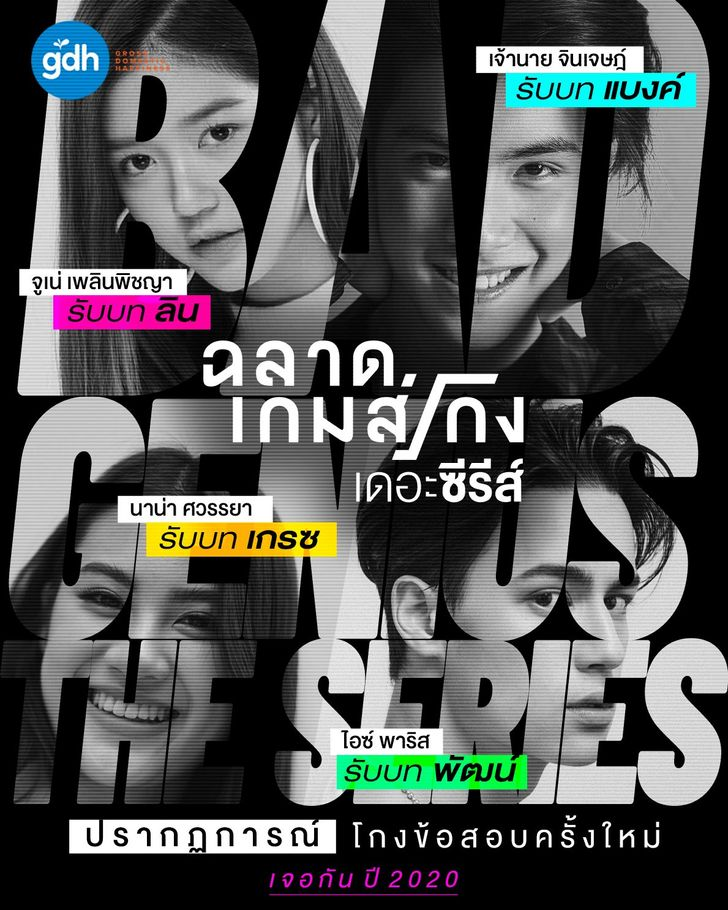 gdh
GROSS
DOMESTIC
HAPPINESS
เจ้านาย จินเจษฎ์
รับบท แบงค์
BAD
จูเน่ เพลินพิชญา
รับบท ลิน
ฉลาด
เกมส์โกง
เดอะซีรีส์
GENIUS
นาน่า ศวรรยา
รับบท เกรซ
THE SERIES
ไอซ์ พาริส
รับบท พัฒน์
ปรากฏการณ์ โกงข้อสอบครั้งใหม่
เจอกัน ปี 2020